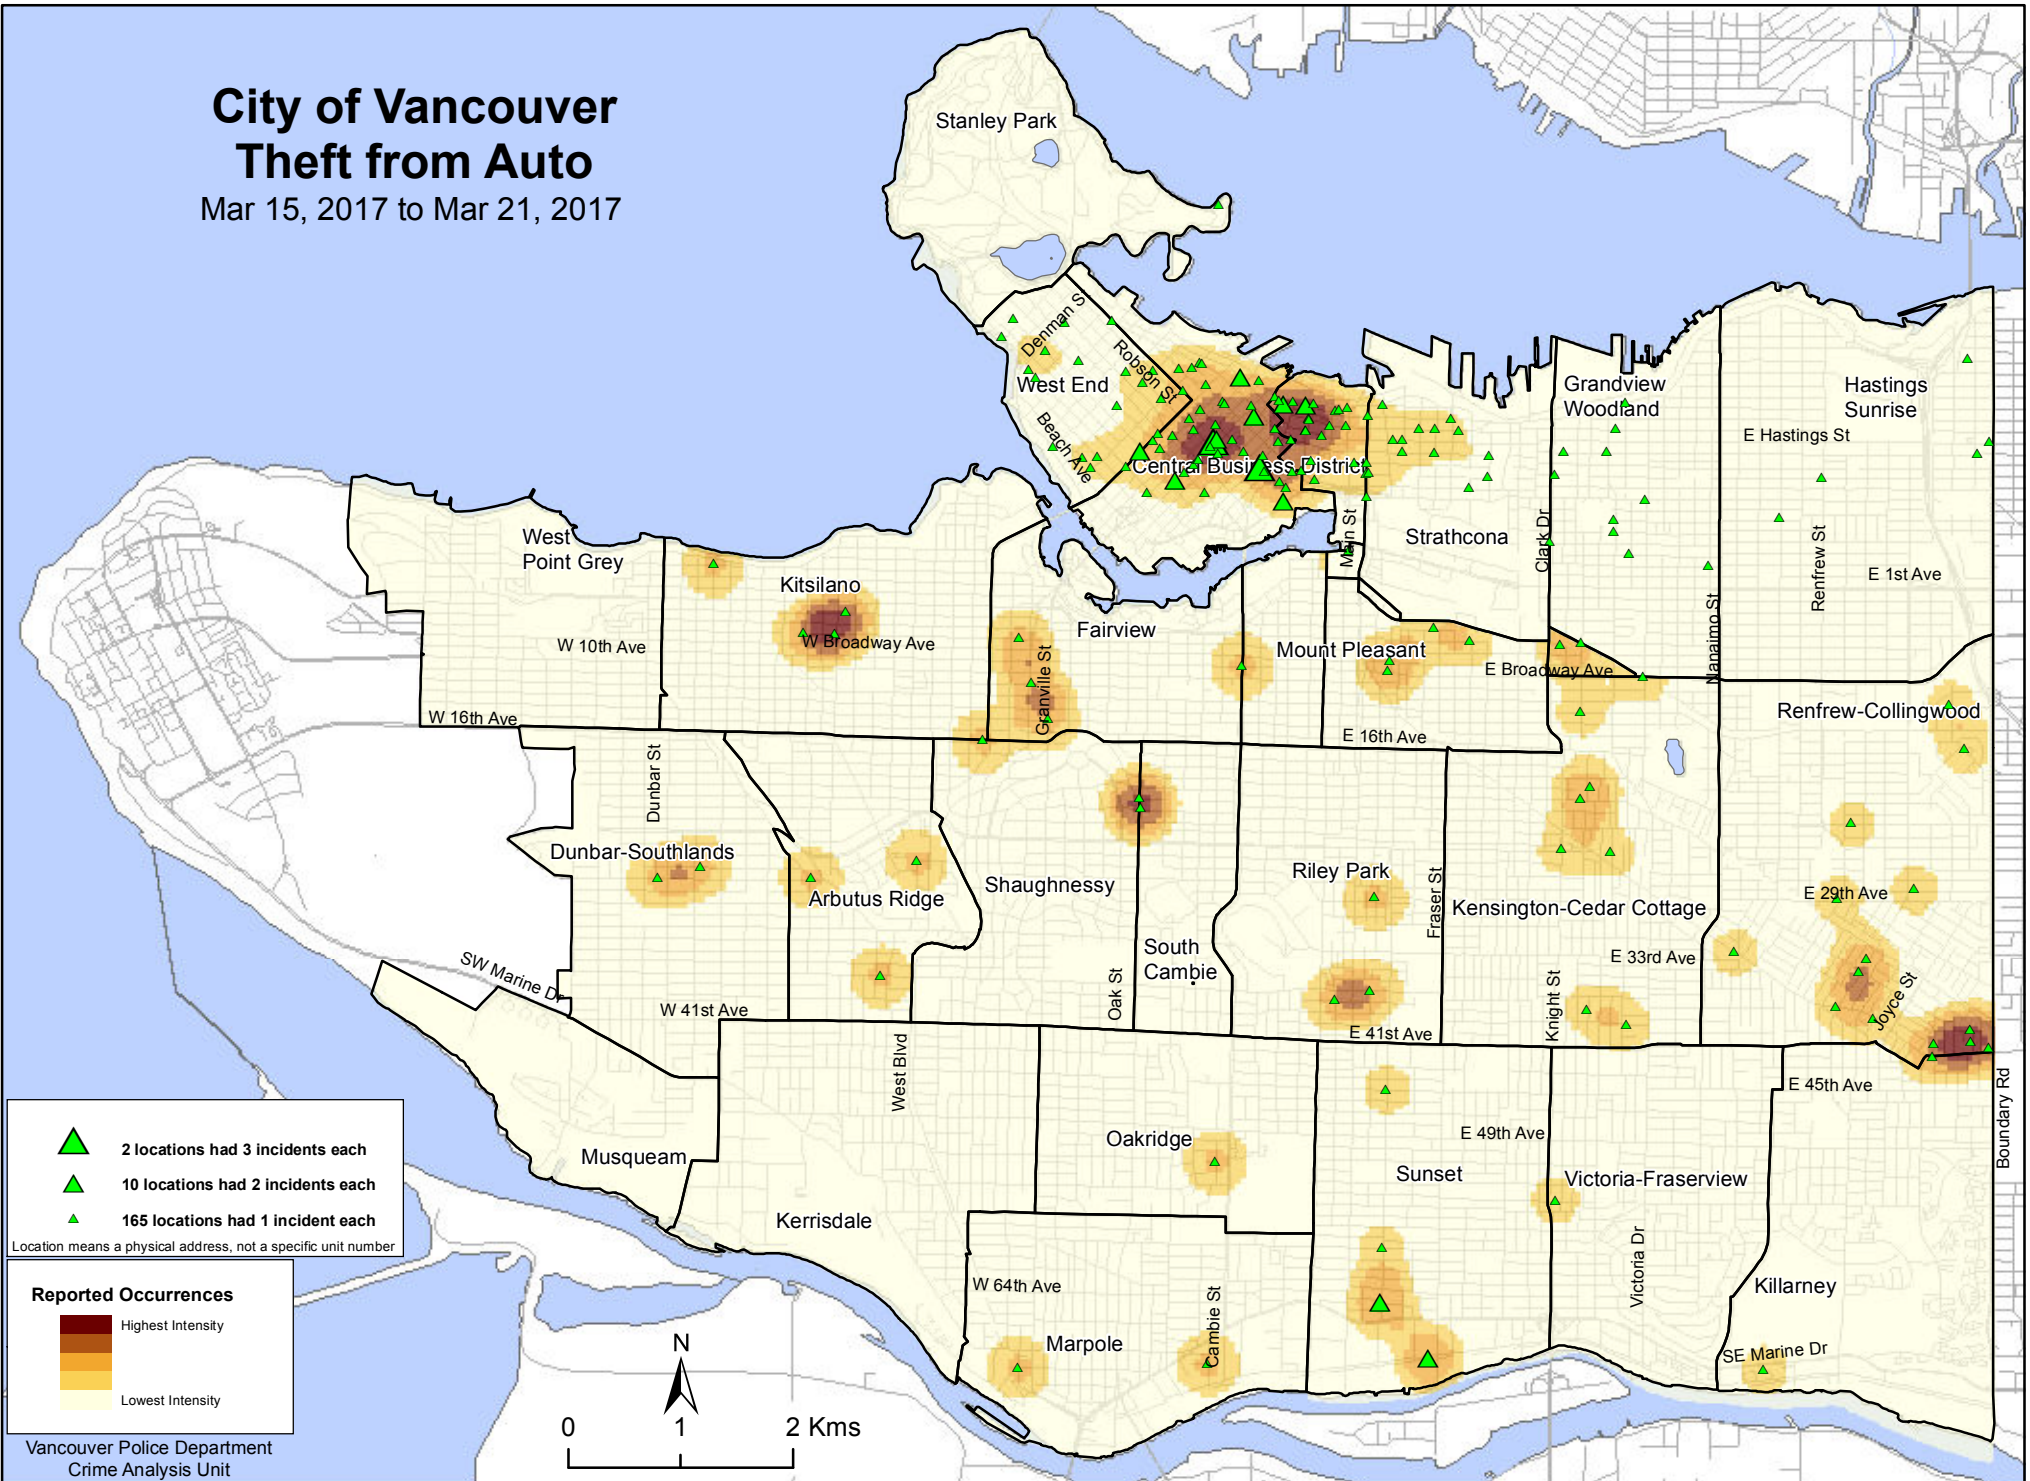 City of Vancouver
Theft from Auto
Mar 15, 2017 to Mar 21, 2017
Stanley Park
Denman St
Robson St
West End
Beach Ave
Central Business District
Grandview
Woodland
Hastings
Sunrise
E Hastings St
West
Point Grey
Kitsilano
Main St
Strathcona
Clark Dr
E 1st Ave
Renfrew St
Nanaimo St
W 10th Ave
W Broadway Ave
Fairview
Granville St
Mount Pleasant
E Broadway Ave
W 16th Ave
E 16th Ave
Renfrew-Collingwood
Dunbar St
Dunbar-Southlands
Arbutus Ridge
Shaughnessy
Riley Park
Fraser St
Kensington-Cedar Cottage
E 29th Ave
South
Cambie
E 33rd Ave
SW Marine Dr
W 41st Ave
Oak St
E 41st Ave
Knight St
Joyce St
West Blvd
E 45th Ave
Boundary Rd
Musqueam
Oakridge
E 49th Ave
Sunset
Victoria-Fraserview
Kerrisdale
Victoria Dr
W 64th Ave
Cambie St
Killarney
Marpole
SE Marine Dr
2 locations had 3 incidents each
10 locations had 2 incidents each
165 locations had 1 incident each
Location means a physical address, not a specific unit number
Reported Occurrences
Highest Intensity
Lowest Intensity
Vancouver Police Department
Crime Analysis Unit
N
0 1 2 Kms